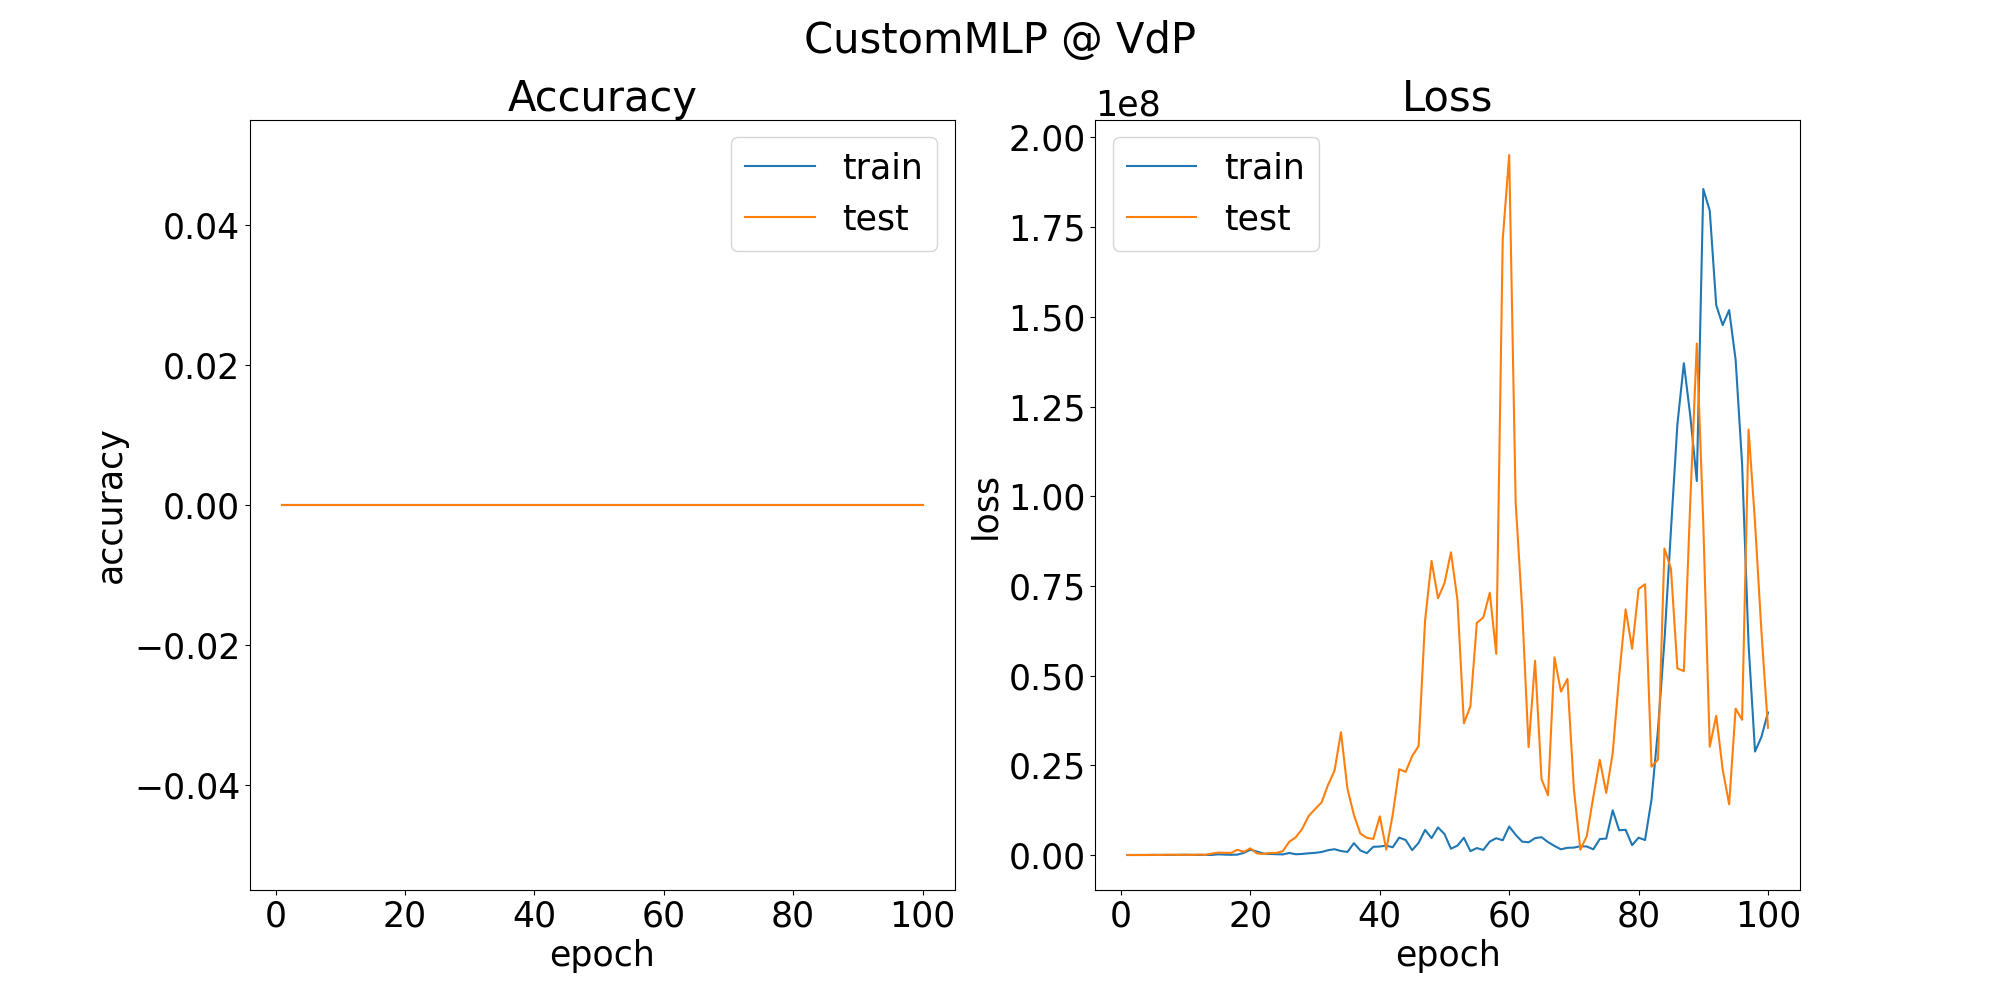 CustomMLP @ VdP
Accuracy
train
test
0.04
0.02
0.00
−0.02
−0.04
accuracy
0 20 40 60 80 100
epoch
Loss
1e8
train
test
2.00
1.75
1.50
1.25
1.00
0.75
0.50
0.25
0.00
loss
0 20 40 60 80 100
epoch